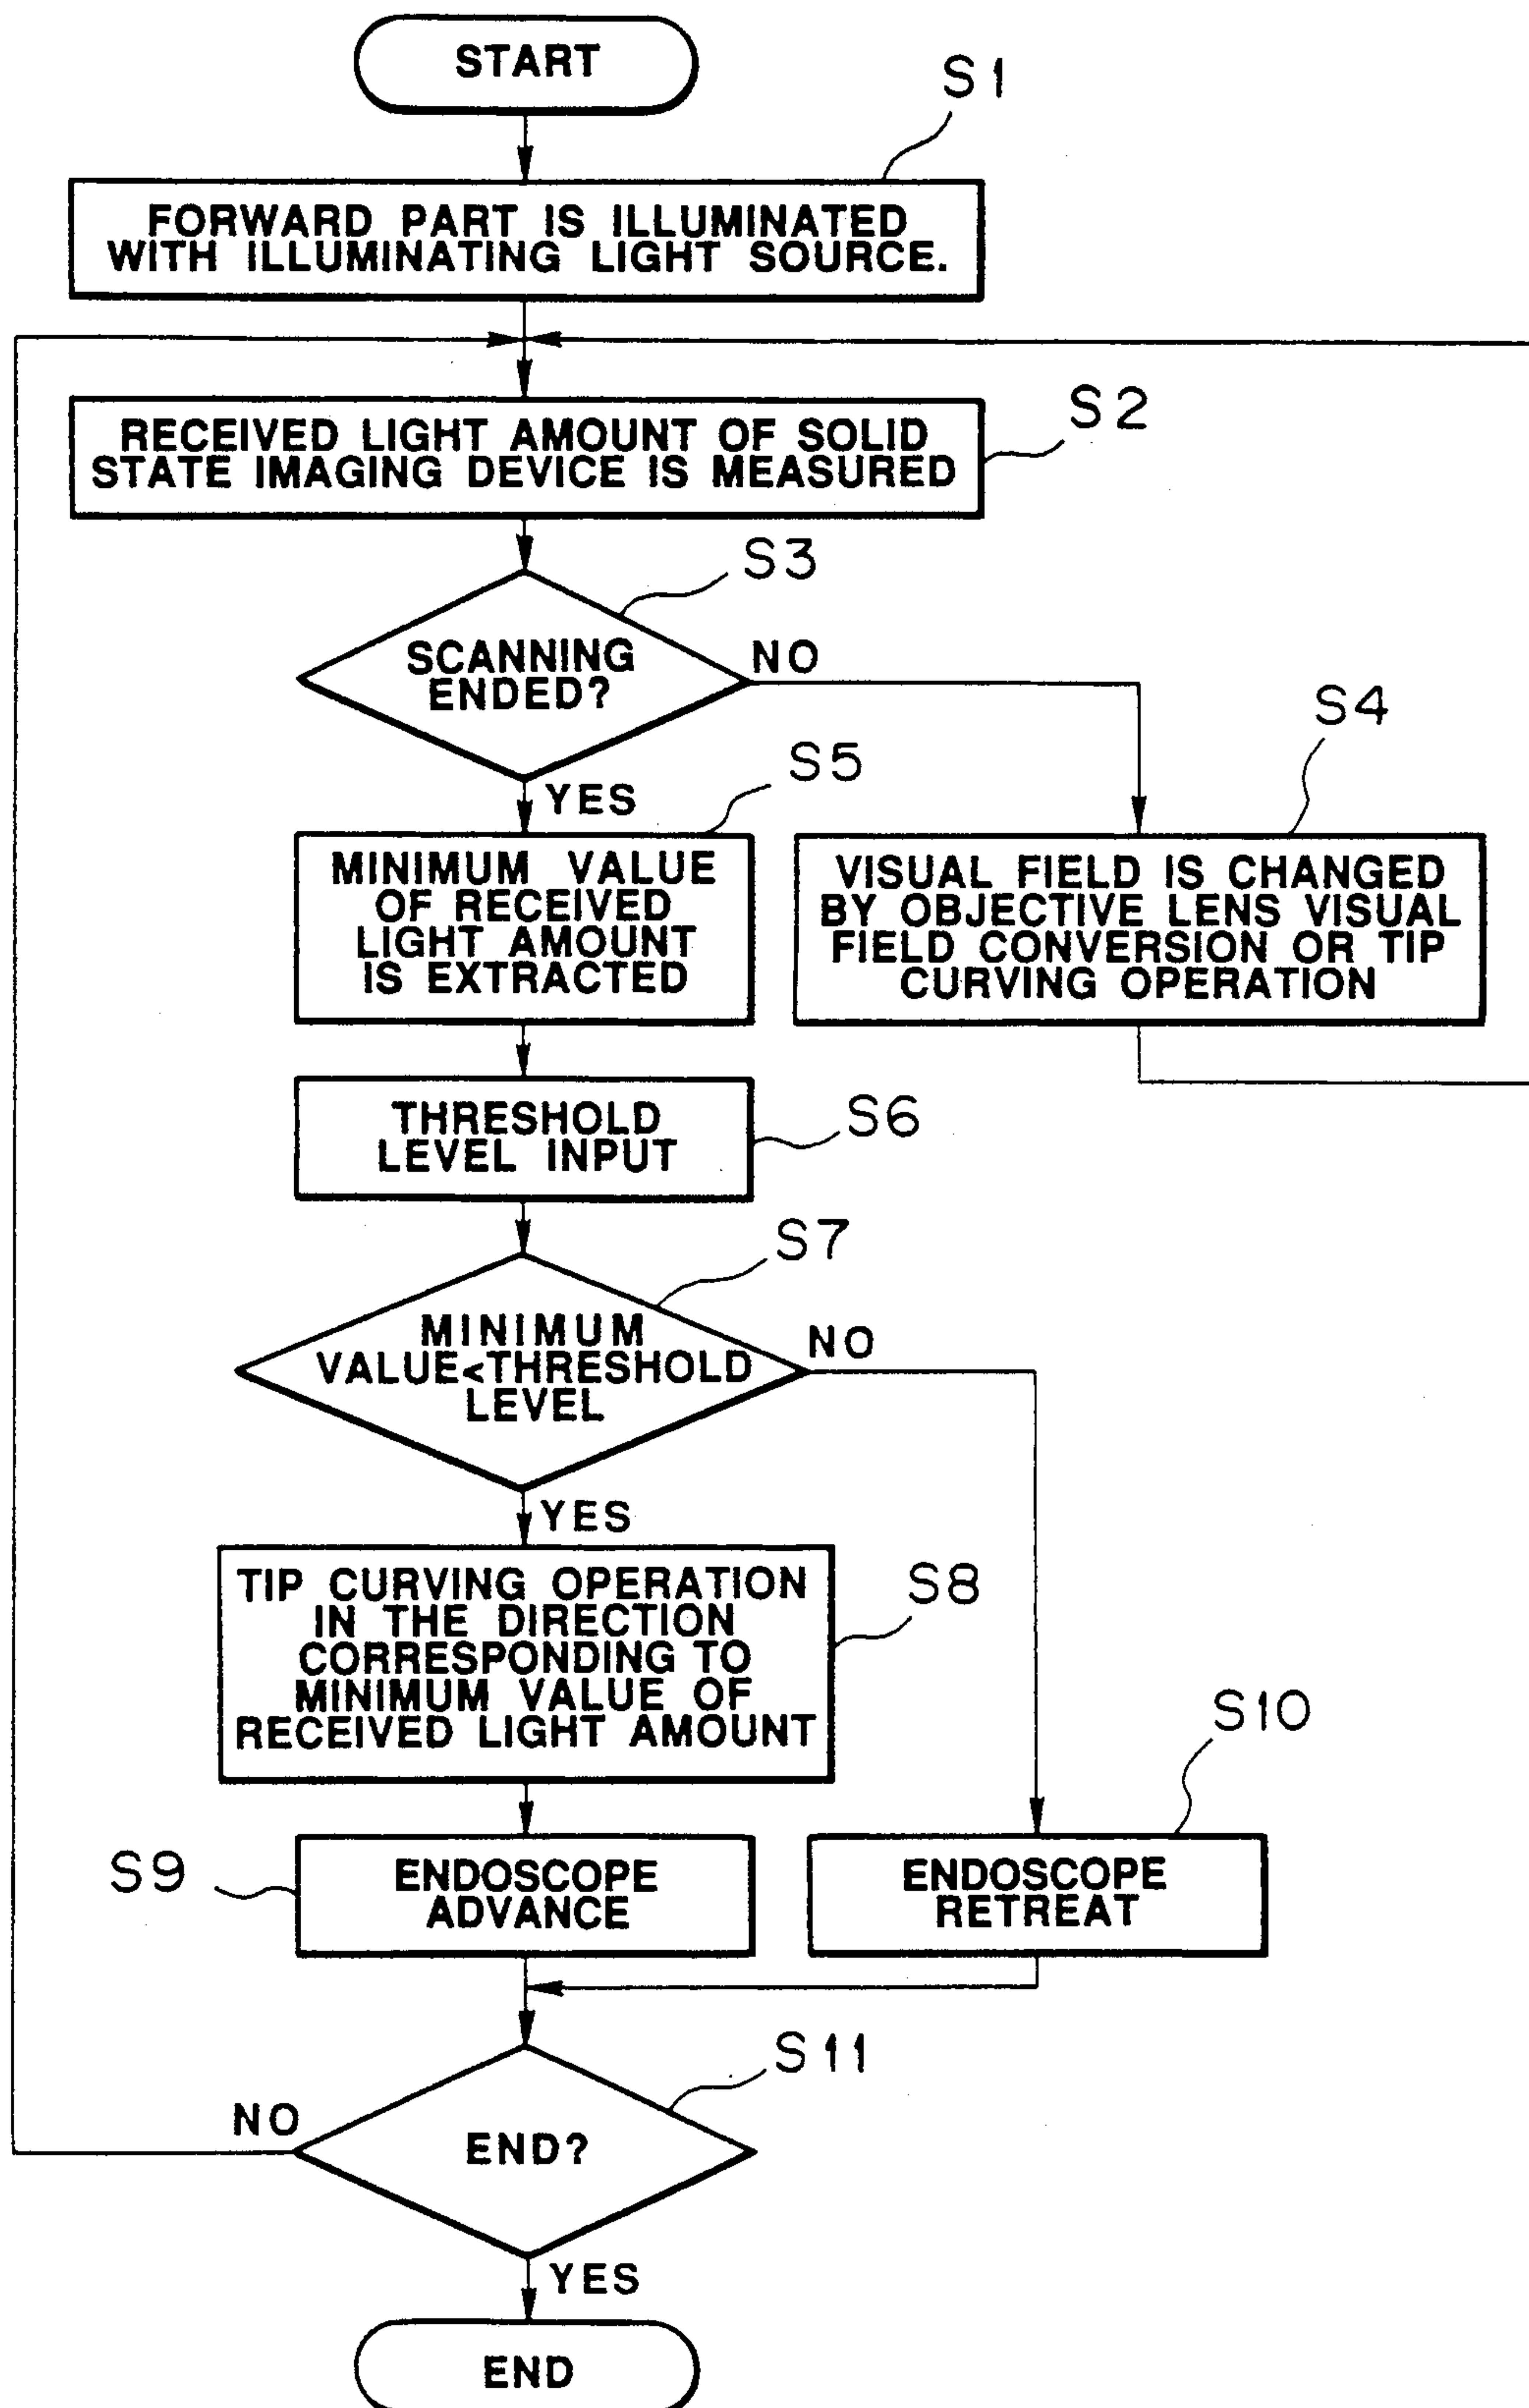 START
S1
FORWARD PART IS ILLUMINATED
WITH ILLUMINATING LIGHT SOURCE.
S2
RECEIVED LIGHT AMOUNT OF SOLID
STATE IMAGING DEVICE IS MEASURED
S3
SCANNING
ENDED?
NO
S4
YES
S5
MINIMUM VALUE
OF RECEIVED
LIGHT AMOUNT
IS EXTRACTED
VISUAL FIELD IS CHANGED
BY OBJECTIVE LENS VISUAL
FIELD CONVERSION OR TIP
CURVING OPERATION
THRESHOLD
LEVEL INPUT
S6
S7
MINIMUM
VALUE<THRESHOLD
LEVEL
NO
YES
TIP CURVING OPERATION
IN THE DIRECTION
CORRESPONDING TO
MINIMUM VALUE OF
RECEIVED LIGHT AMOUNT
S8
S10
S9
ENDOSCOPE
ADVANCE
ENDOSCOPE
RETREAT
S11
NO
END?
YES
END